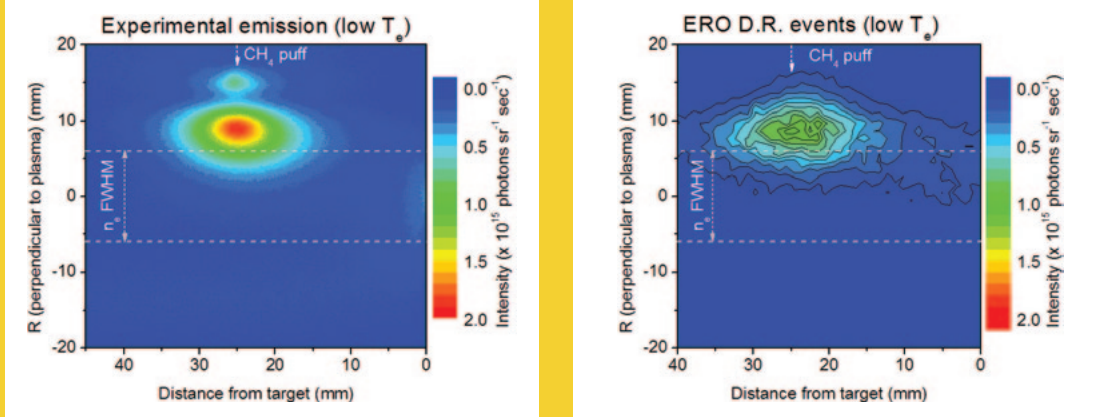 Experimental emission (low Te)
20
10
0
-10
-20
R (perpendicular to plasma) (mm)
CH4 puff
ne FWHM
40
20
10
0
Distance from target (mm)
0.0
0.5
1.0
1.5
2.0
Intensity (x 10^15 photons sr^-1 sec^-1)
ERO D.R. events (low Te)
20
10
0
-10
-20
R (perpendicular to plasma) (mm)
CH4 puff
ne FWHM
40
30
20
10
0
Distance from target (mm)
0.0
0.5
1.0
1.5
2.0
Intensity (x 10^15 photons sr^-1 sec^-1)